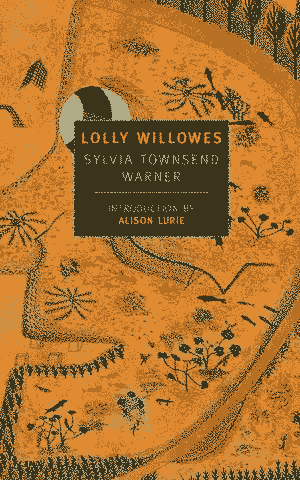 LOLLY WILLOWES
SYLVIA TOWNSEND
WARNER
INTRODUCTION BY
ALISON LURIE